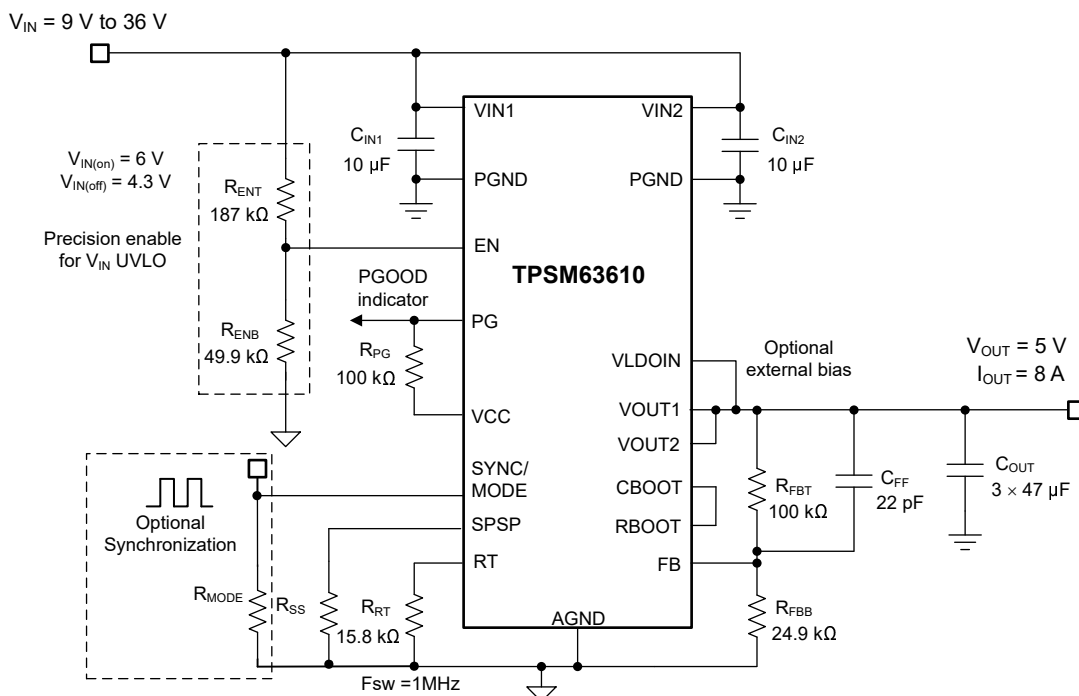 V_IN = 9 V to 36 V
VIN1
VIN2
C_IN1
10 µF
C_IN2
10 µF
V_IN(on) = 6 V
V_IN(off) = 4.3 V
PGND
PGND
R_ENT
187 kΩ
Precision enable
for V_IN UVLO
EN
TPSM63610
PGOOD
indicator
PG
R_ENB
49.9 kΩ
R_PG
100 kΩ
VLDOIN
Optional
external bias
V_OUT = 5 V
I_OUT = 8 A
VCC
VOUT1
VOUT2
SYNC/
MODE
CBOOT
RBOOT
R_FBT
100 kΩ
C_FF
22 pF
C_OUT
3 × 47 µF
Optional
Synchronization
SPSP
RT
FB
R_MODE
R_SS
R_RT
15.8 kΩ
AGND
R_FBB
24.9 kΩ
Fsw =1MHz